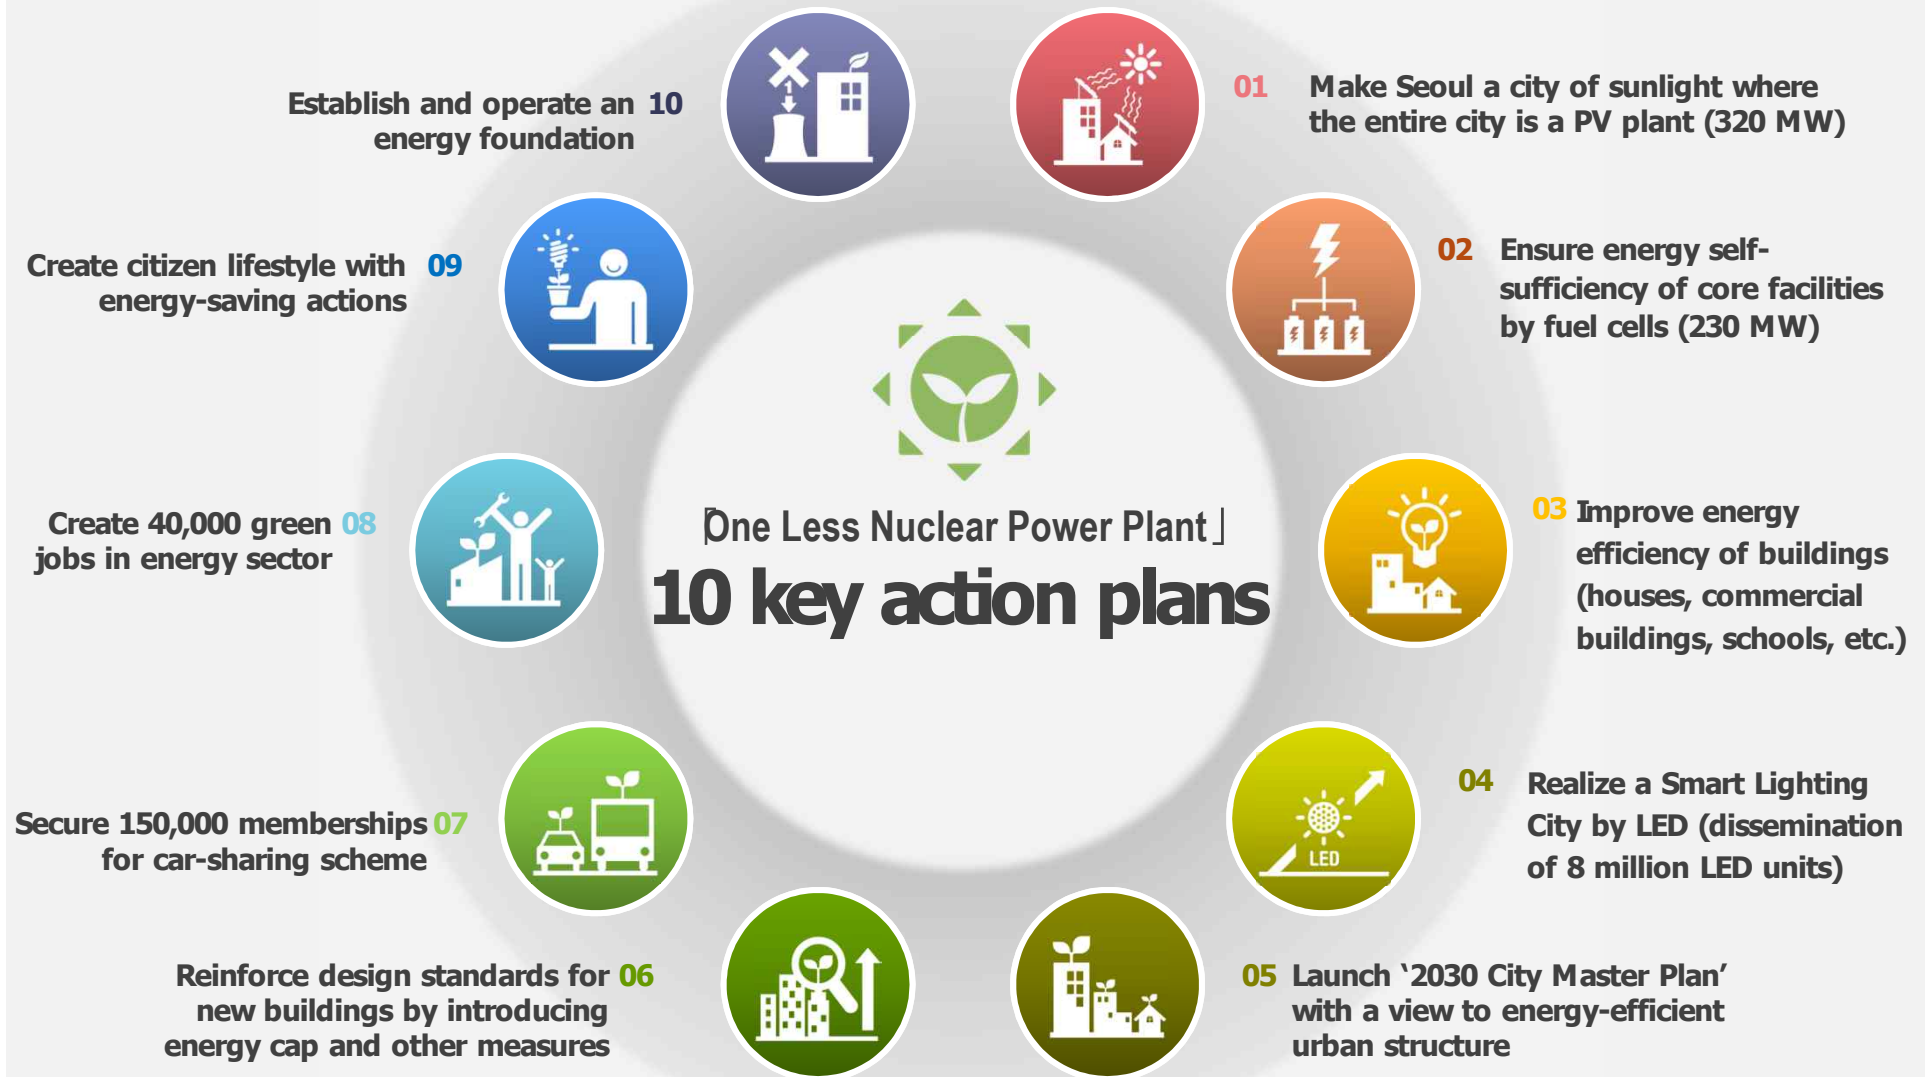 「One Less Nuclear Power Plant」
10 key action plans
01 Make Seoul a city of sunlight where
the entire city is a PV plant (320 MW)
02 Ensure energy self-
sufficiency of core facilities
by fuel cells (230 MW)
03 Improve energy
efficiency of buildings
(houses, commercial
buildings, schools, etc.)
04 Realize a Smart Lighting
City by LED (dissemination
of 8 million LED units)
LED
05 Launch ‘2030 City Master Plan’
with a view to energy-efficient
urban structure
Reinforce design standards for 06
new buildings by introducing
energy cap and other measures
Secure 150,000 memberships 07
for car-sharing scheme
Create 40,000 green 08
jobs in energy sector
Create citizen lifestyle with 09
energy-saving actions
Establish and operate an 10
energy foundation
1